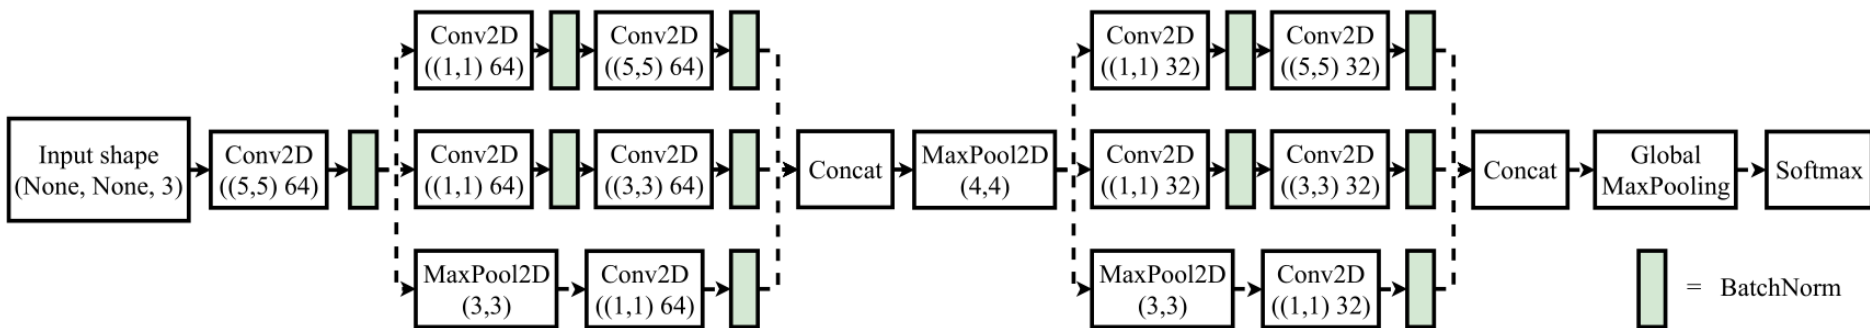 Input shape
(None, None, 3)
Conv2D
((5,5) 64)
Conv2D
((1,1) 64)
Conv2D
((5,5) 64)
Conv2D
((1,1) 64)
Conv2D
((3,3) 64)
MaxPool2D
(3,3)
Conv2D
((1,1) 64)
Concat
MaxPool2D
(4,4)
Conv2D
((1,1) 32)
Conv2D
((5,5) 32)
Conv2D
((1,1) 32)
Conv2D
((3,3) 32)
MaxPool2D
(3,3)
Conv2D
((1,1) 32)
Concat
Global
MaxPooling
Softmax
= BatchNorm